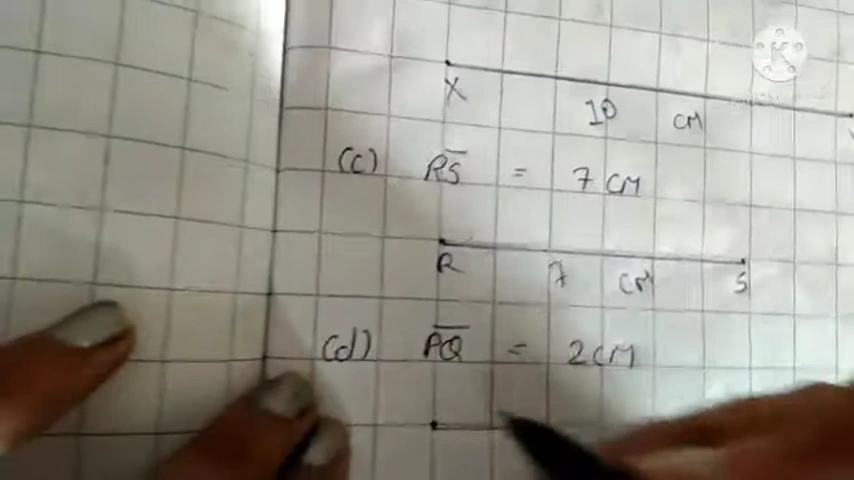 X
10 CM
(c) RS = 7 CM
R 7 CM S
(d) PQ = 2 CM